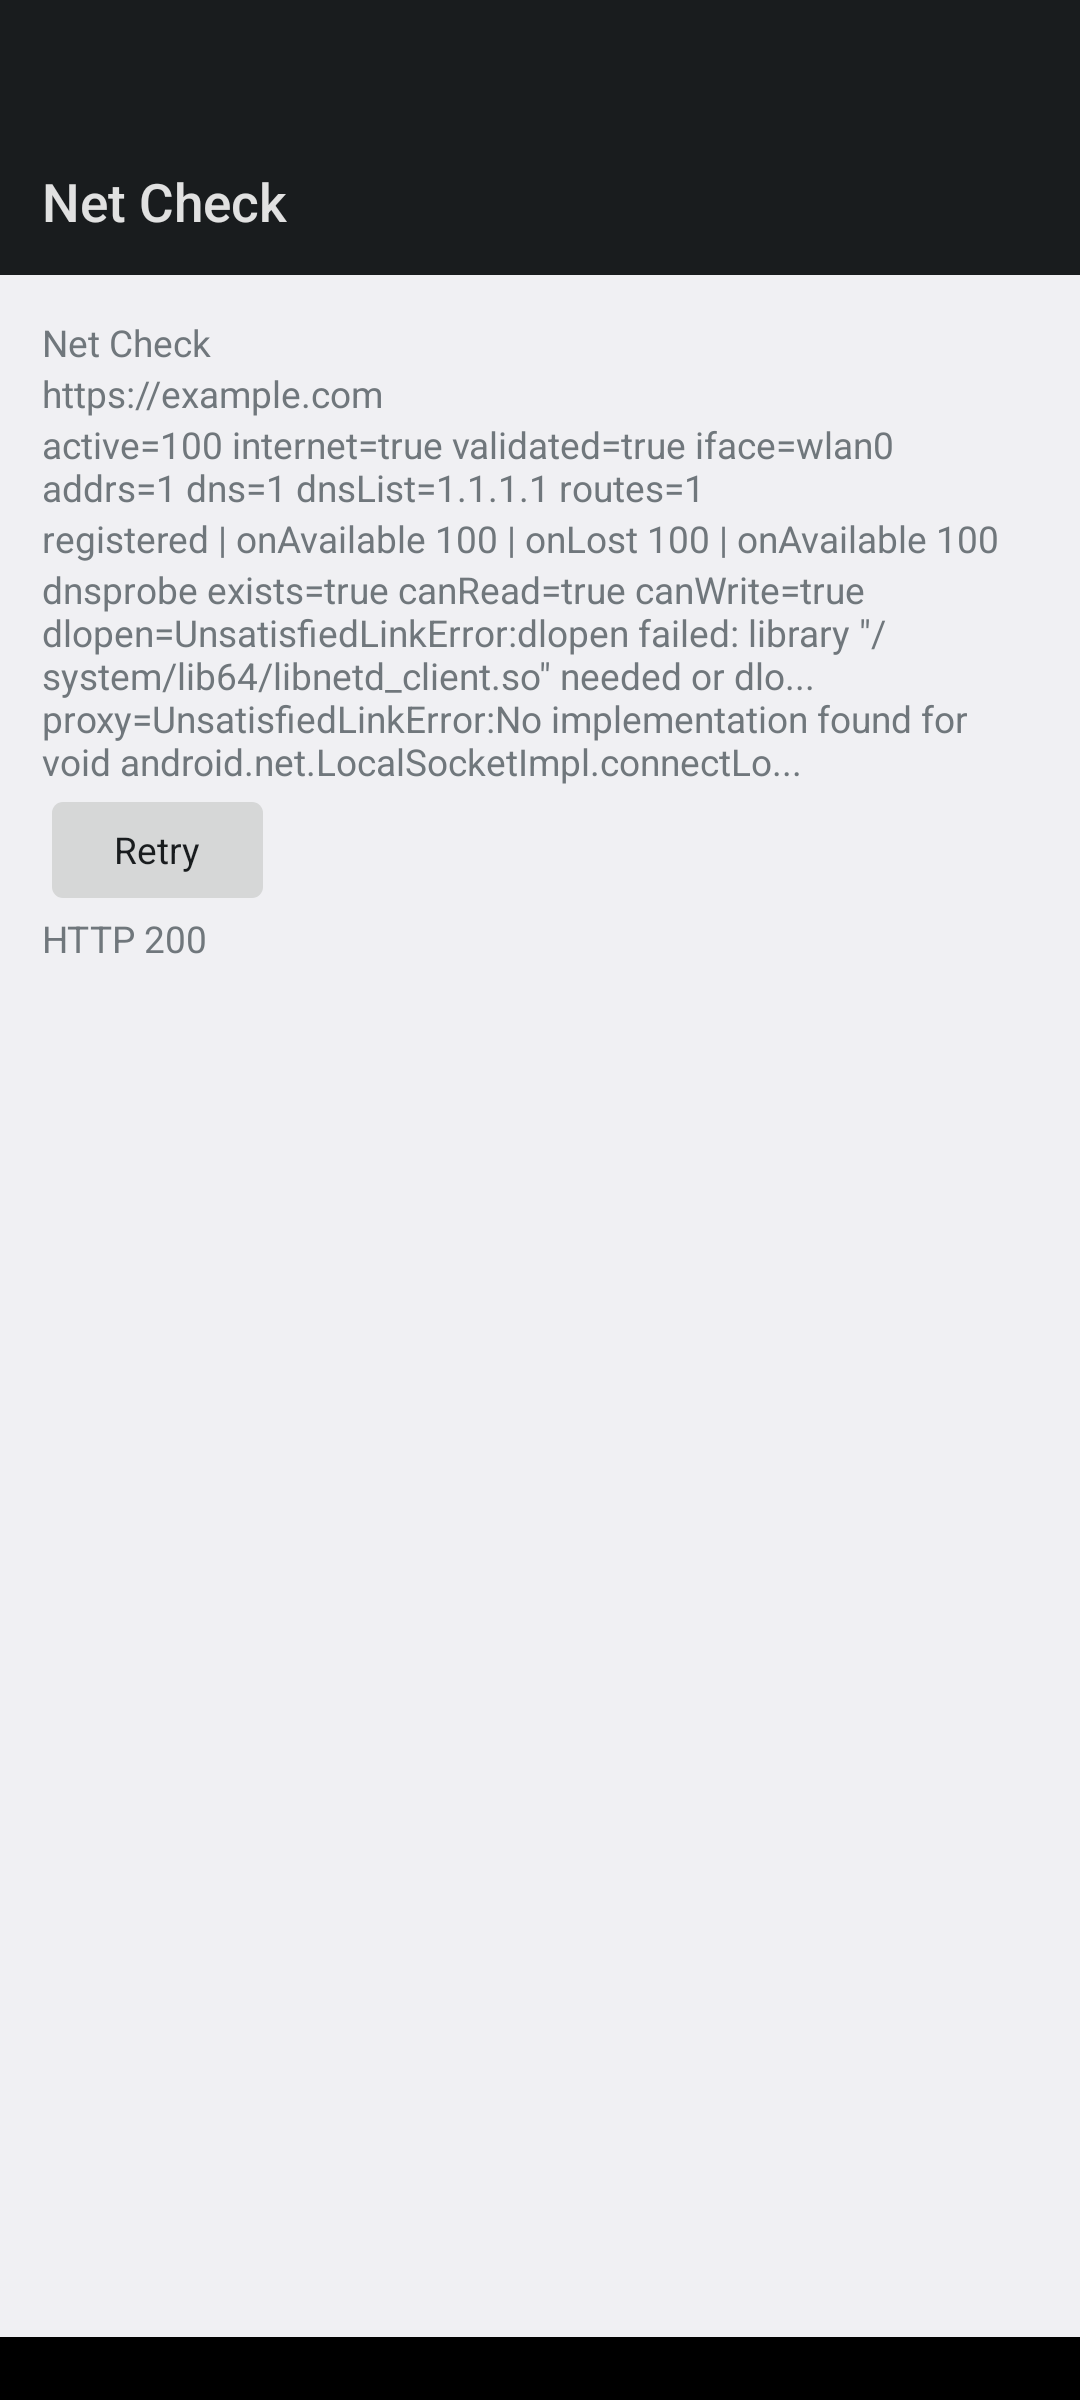 Net Check
Net Check
https://example.com
active=100 internet=true validated=true iface=wlan0
addrs=1 dns=1 dnsList=1.1.1.1 routes=1
registered | onAvailable 100 | onLost 100 | onAvailable 100
dnsprobe exists=true canRead=true canWrite=true
dlopen=UnsatisfiedLinkError:dlopen failed: library "/
system/lib64/libnetd_client.so" needed or dlo...
proxy=UnsatisfiedLinkError:No implementation found for
void android.net.LocalSocketImpl.connectLo...
Retry
HTTP 200